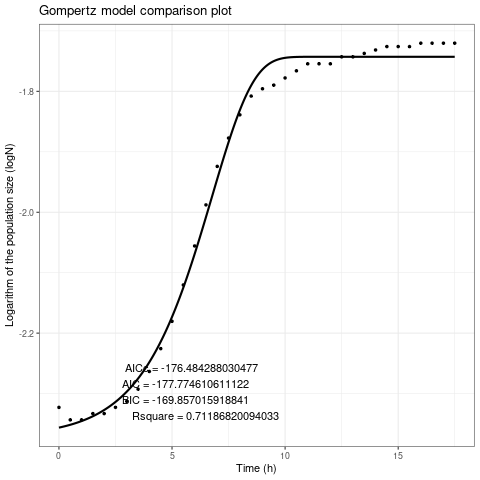 Gompertz model comparison plot
Logarithm of the population size (logN)
-1.8
-2.0
-2.2
AICc = -176.484288030477
AIC = -177.774610611122
BIC = -169.857015918841
Rsquare = 0.71186820094033
0 5 10 15
Time (h)